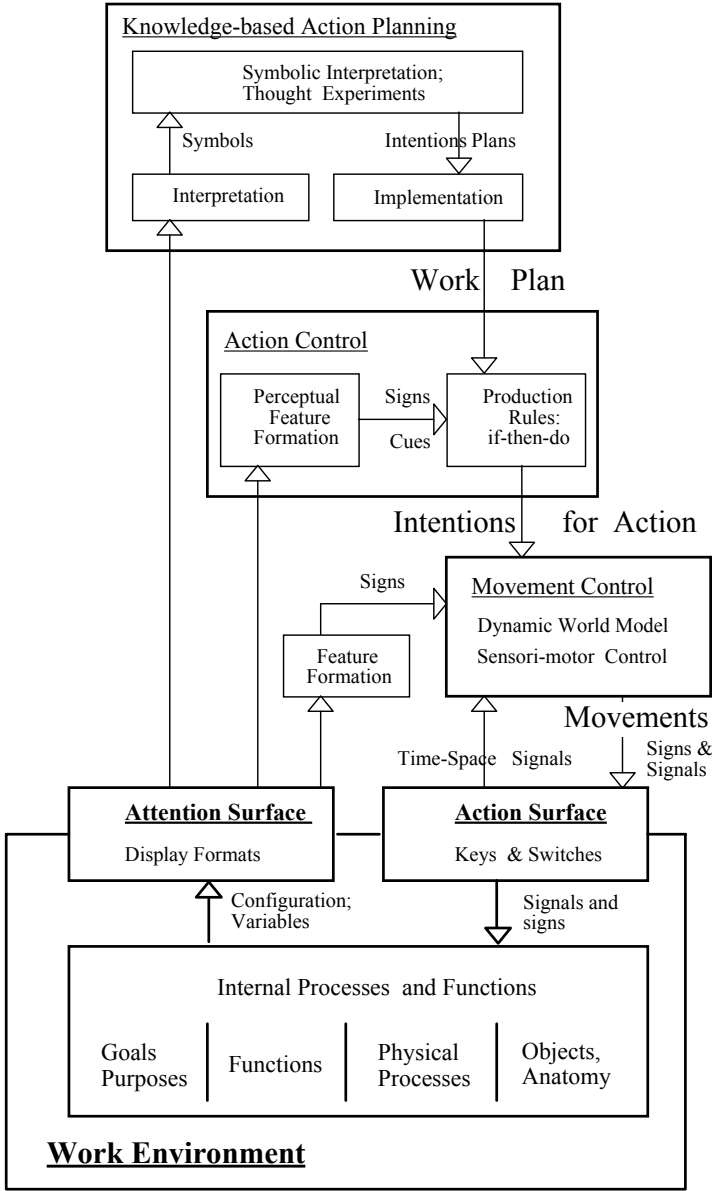 Knowledge-based Action Planning
Symbolic Interpretation;
Thought Experiments
Symbols
Intentions Plans
Interpretation
Implementation
Work Plan
Action Control
Perceptual
Feature
Formation
Signs
Cues
Production
Rules:
if-then-do
Intentions for Action
Signs
Movement Control
Dynamic World Model
Sensori-motor Control
Feature
Formation
Movements
Time-Space Signals
Signs &
Signals
Attention Surface
Display Formats
Action Surface
Keys & Switches
Configuration;
Variables
Signals and
signs
Internal Processes and Functions
Goals
Purposes
Functions
Physical
Processes
Objects,
Anatomy
Work Environment